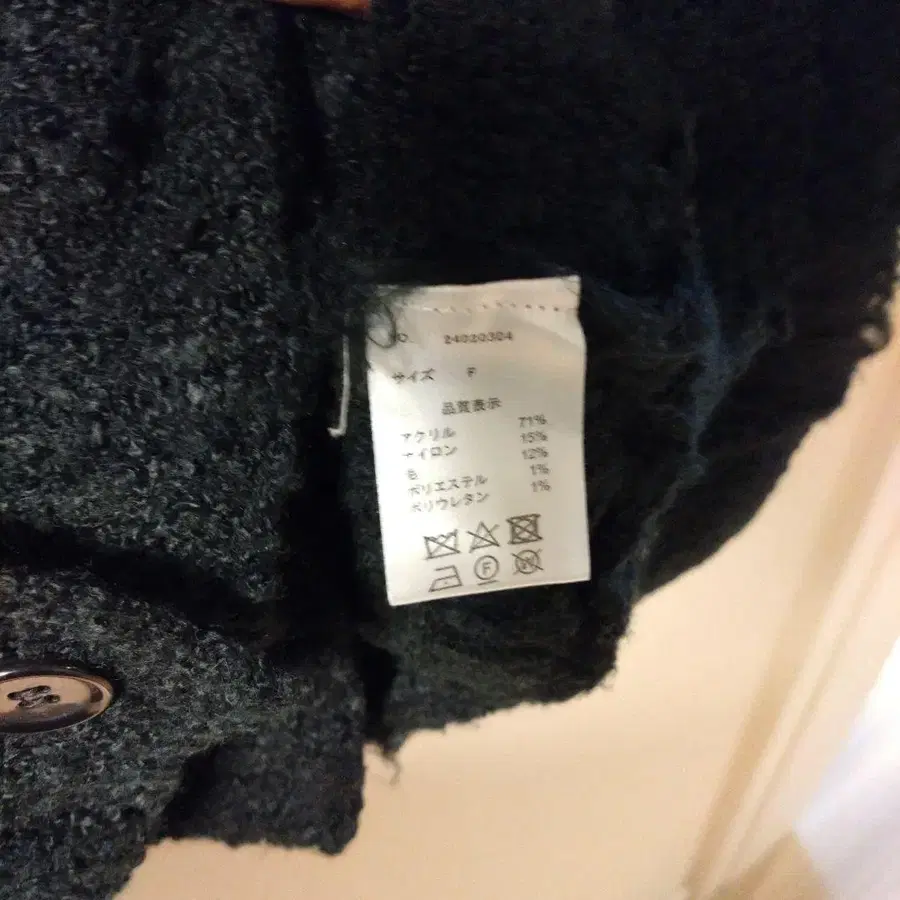 NO. 24020304
サイズ F
品質表示
アクリル 71%
ナイロン 15%
毛 12%
ポリエステル 1%
ポリウレタン 1%
F
W